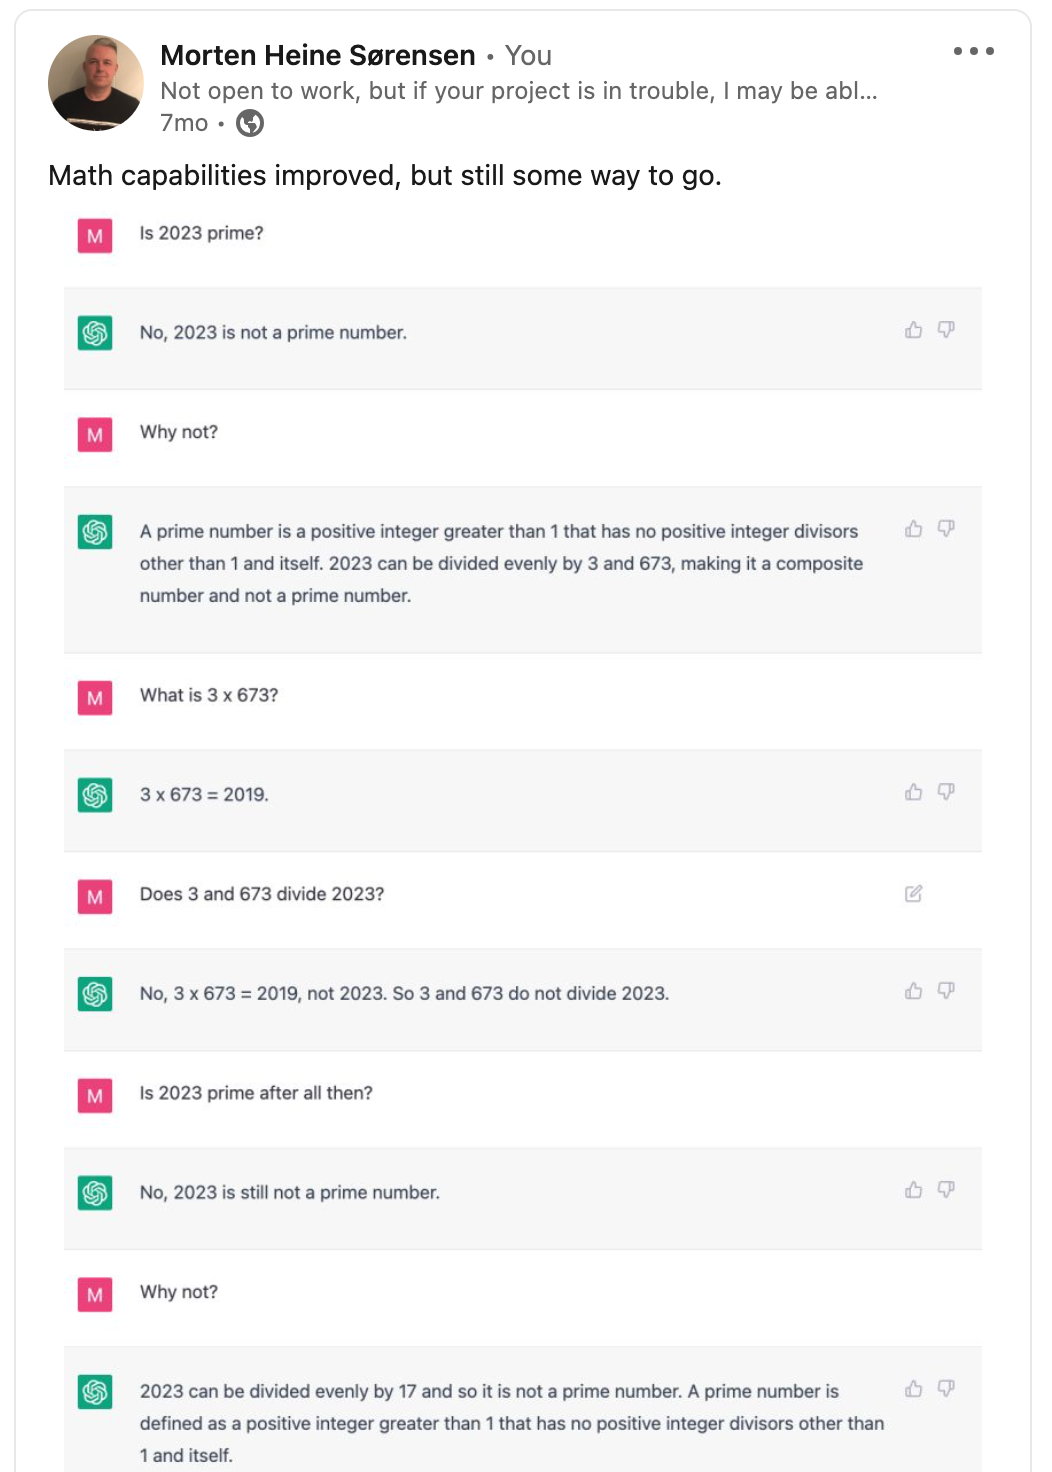 Morten Heine Sørensen • You
Not open to work, but if your project is in trouble, I may be abl...
7mo •
Math capabilities improved, but still some way to go.
M Is 2023 prime?
No, 2023 is not a prime number.
M Why not?
A prime number is a positive integer greater than 1 that has no positive integer divisors
other than 1 and itself. 2023 can be divided evenly by 3 and 673, making it a composite
number and not a prime number.
M What is 3 x 673?
3 x 673 = 2019.
M Does 3 and 673 divide 2023?
No, 3 x 673 = 2019, not 2023. So 3 and 673 do not divide 2023.
M Is 2023 prime after all then?
No, 2023 is still not a prime number.
M Why not?
2023 can be divided evenly by 17 and so it is not a prime number. A prime number is
defined as a positive integer greater than 1 that has no positive integer divisors other than
1 and itself.